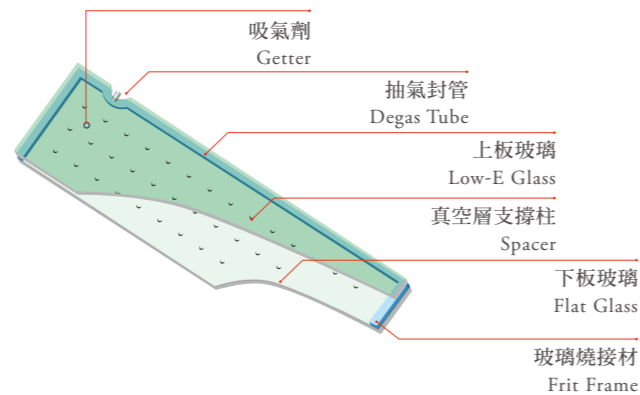 吸氣劑
Getter
抽氣封管
Degas Tube
上板玻璃
Low-E Glass
真空層支撐柱
Spacer
下板玻璃
Flat Glass
玻璃燒接材
Frit Frame